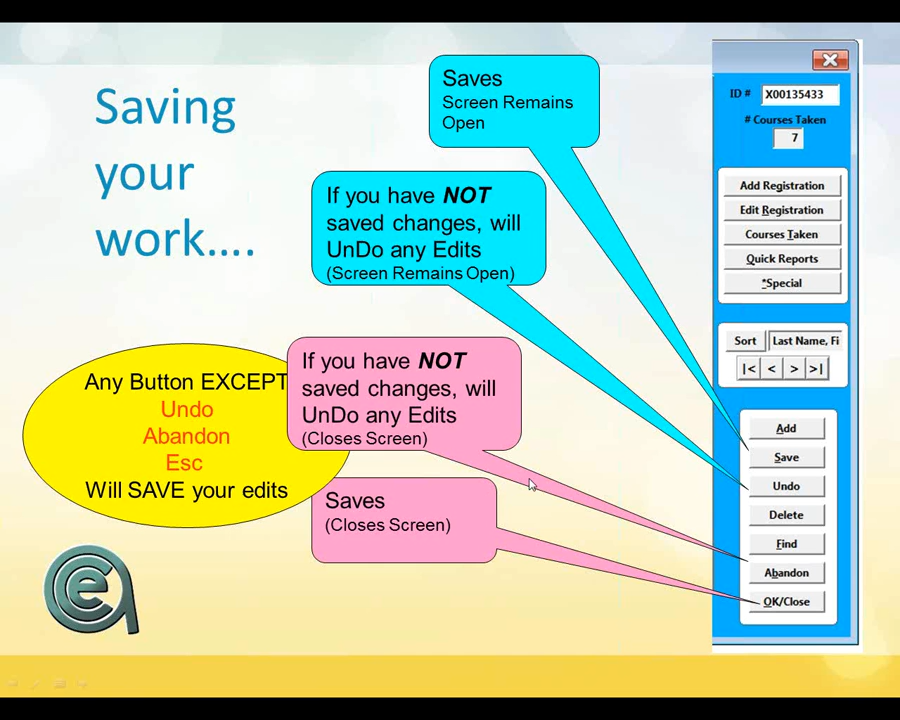 Saving
your
work....
Saves
Screen Remains
Open
If you have NOT
saved changes, will
UnDo any Edits
(Screen Remains Open)
If you have NOT
saved changes, will
UnDo any Edits
(Closes Screen)
Saves
(Closes Screen)
Any Button EXCEPT
Undo
Abandon
Esc
Will SAVE your edits
ID # X00135433
# Courses Taken
7
Add Registration
Edit Registration
Courses Taken
Quick Reports
*Special
Sort Last Name, Fi
|< < > >|
Add
Save
Undo
Delete
Find
Abandon
OK/Close